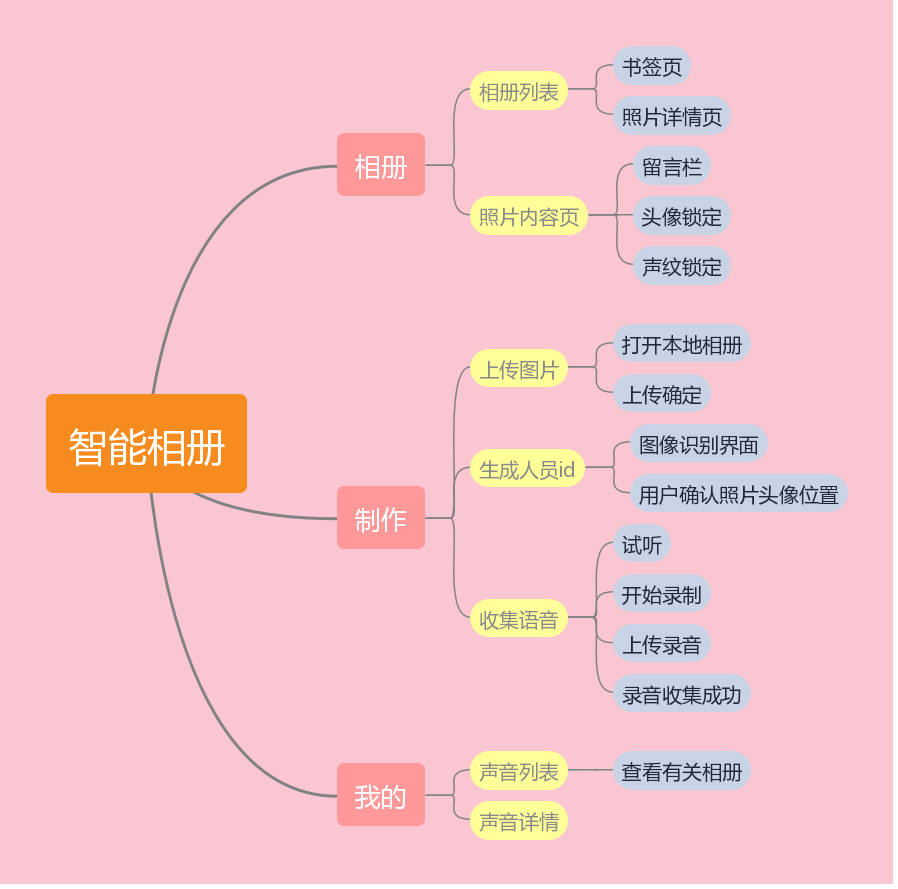 智能相册
相册
相册列表
书签页
照片详情页
照片内容页
留言栏
头像锁定
声纹锁定
制作
上传图片
打开本地相册
上传确定
生成人员id
图像识别界面
用户确认照片头像位置
收集语音
试听
开始录制
上传录音
录音收集成功
我的
声音列表
查看有关相册
声音详情